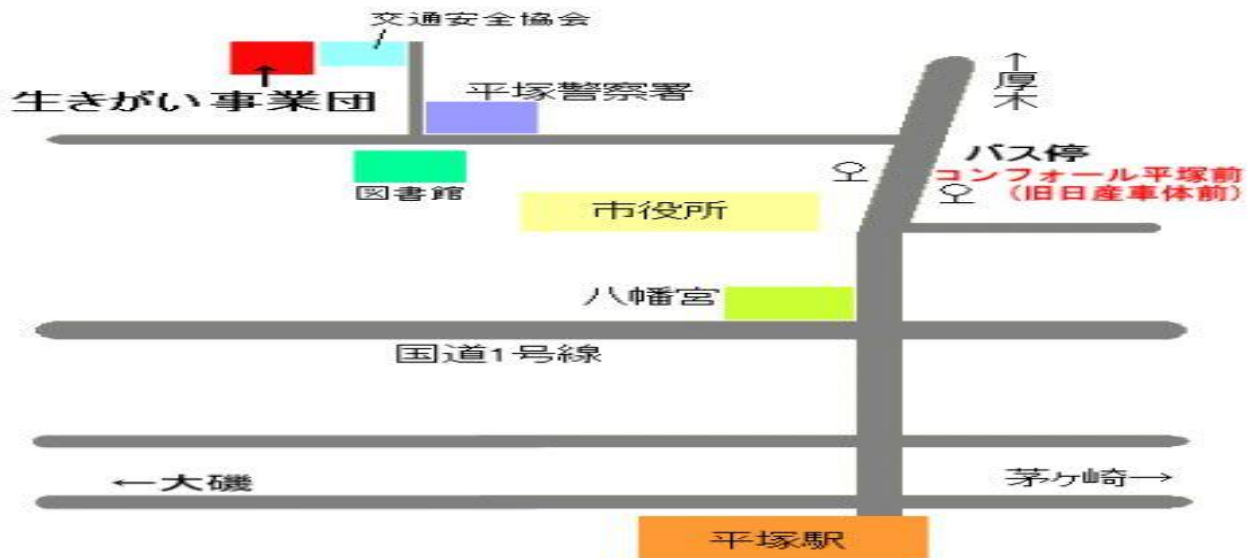 交通安全協会
生きがい事業団
平塚警察署
↑
厚木
バス停
コンフォール平塚前
(旧日産車体前)
図書館
市役所
八幡宮
国道1号線
←大磯
茅ヶ崎→
平塚駅